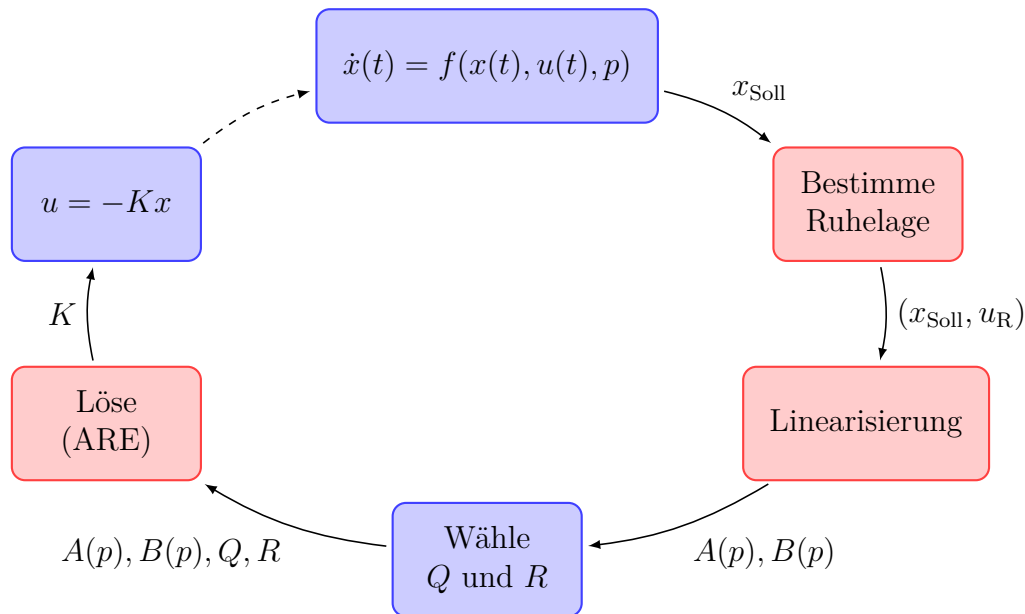 ẋ(t) = f(x(t), u(t), p)
x_Soll
Bestimme
Ruhelage
(x_Soll, u_R)
Linearisierung
A(p), B(p)
Wähle
Q und R
A(p), B(p), Q, R
Löse
(ARE)
K
u = −Kx